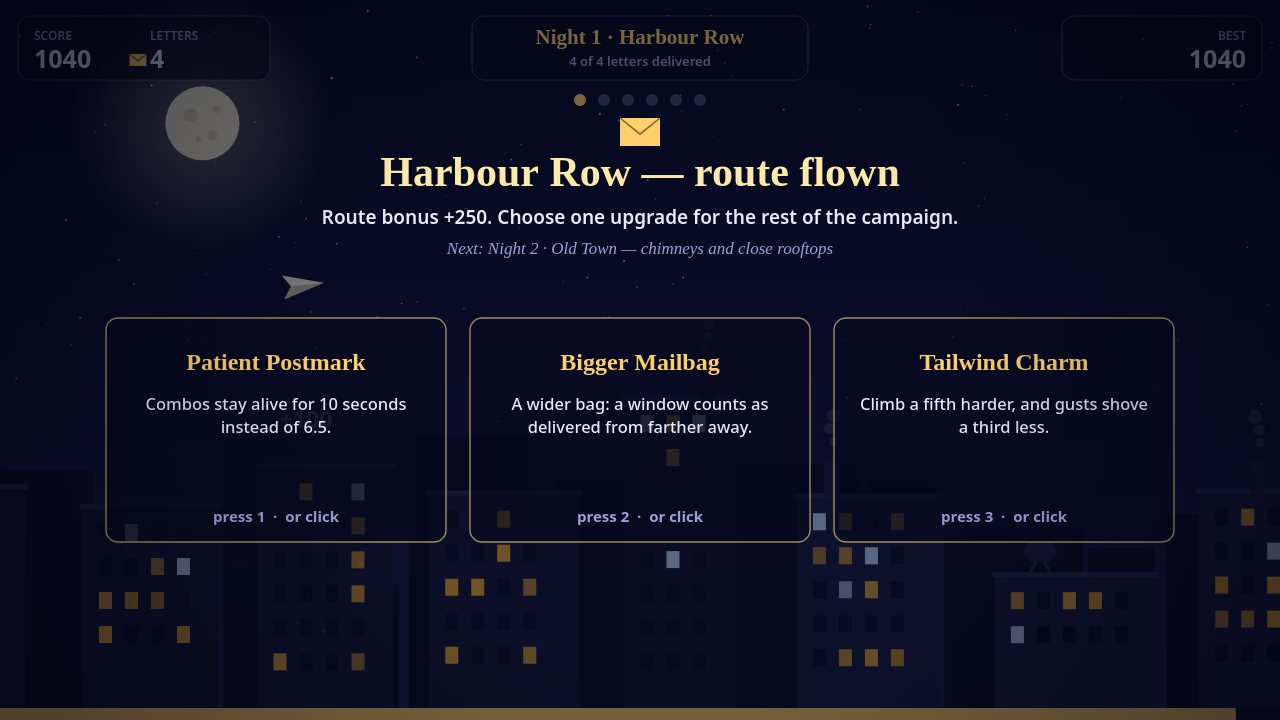 SCORE
LETTERS
1040
4
Night 1 · Harbour Row
4 of 4 letters delivered
BEST
1040
Harbour Row — route flown
Route bonus +250. Choose one upgrade for the rest of the campaign.
Next: Night 2 · Old Town — chimneys and close rooftops
Patient Postmark
Combos stay alive for 10 seconds
instead of 6.5.
press 1 · or click
Bigger Mailbag
A wider bag: a window counts as
delivered from farther away.
press 2 · or click
Tailwind Charm
Climb a fifth harder, and gusts shove
a third less.
press 3 · or click